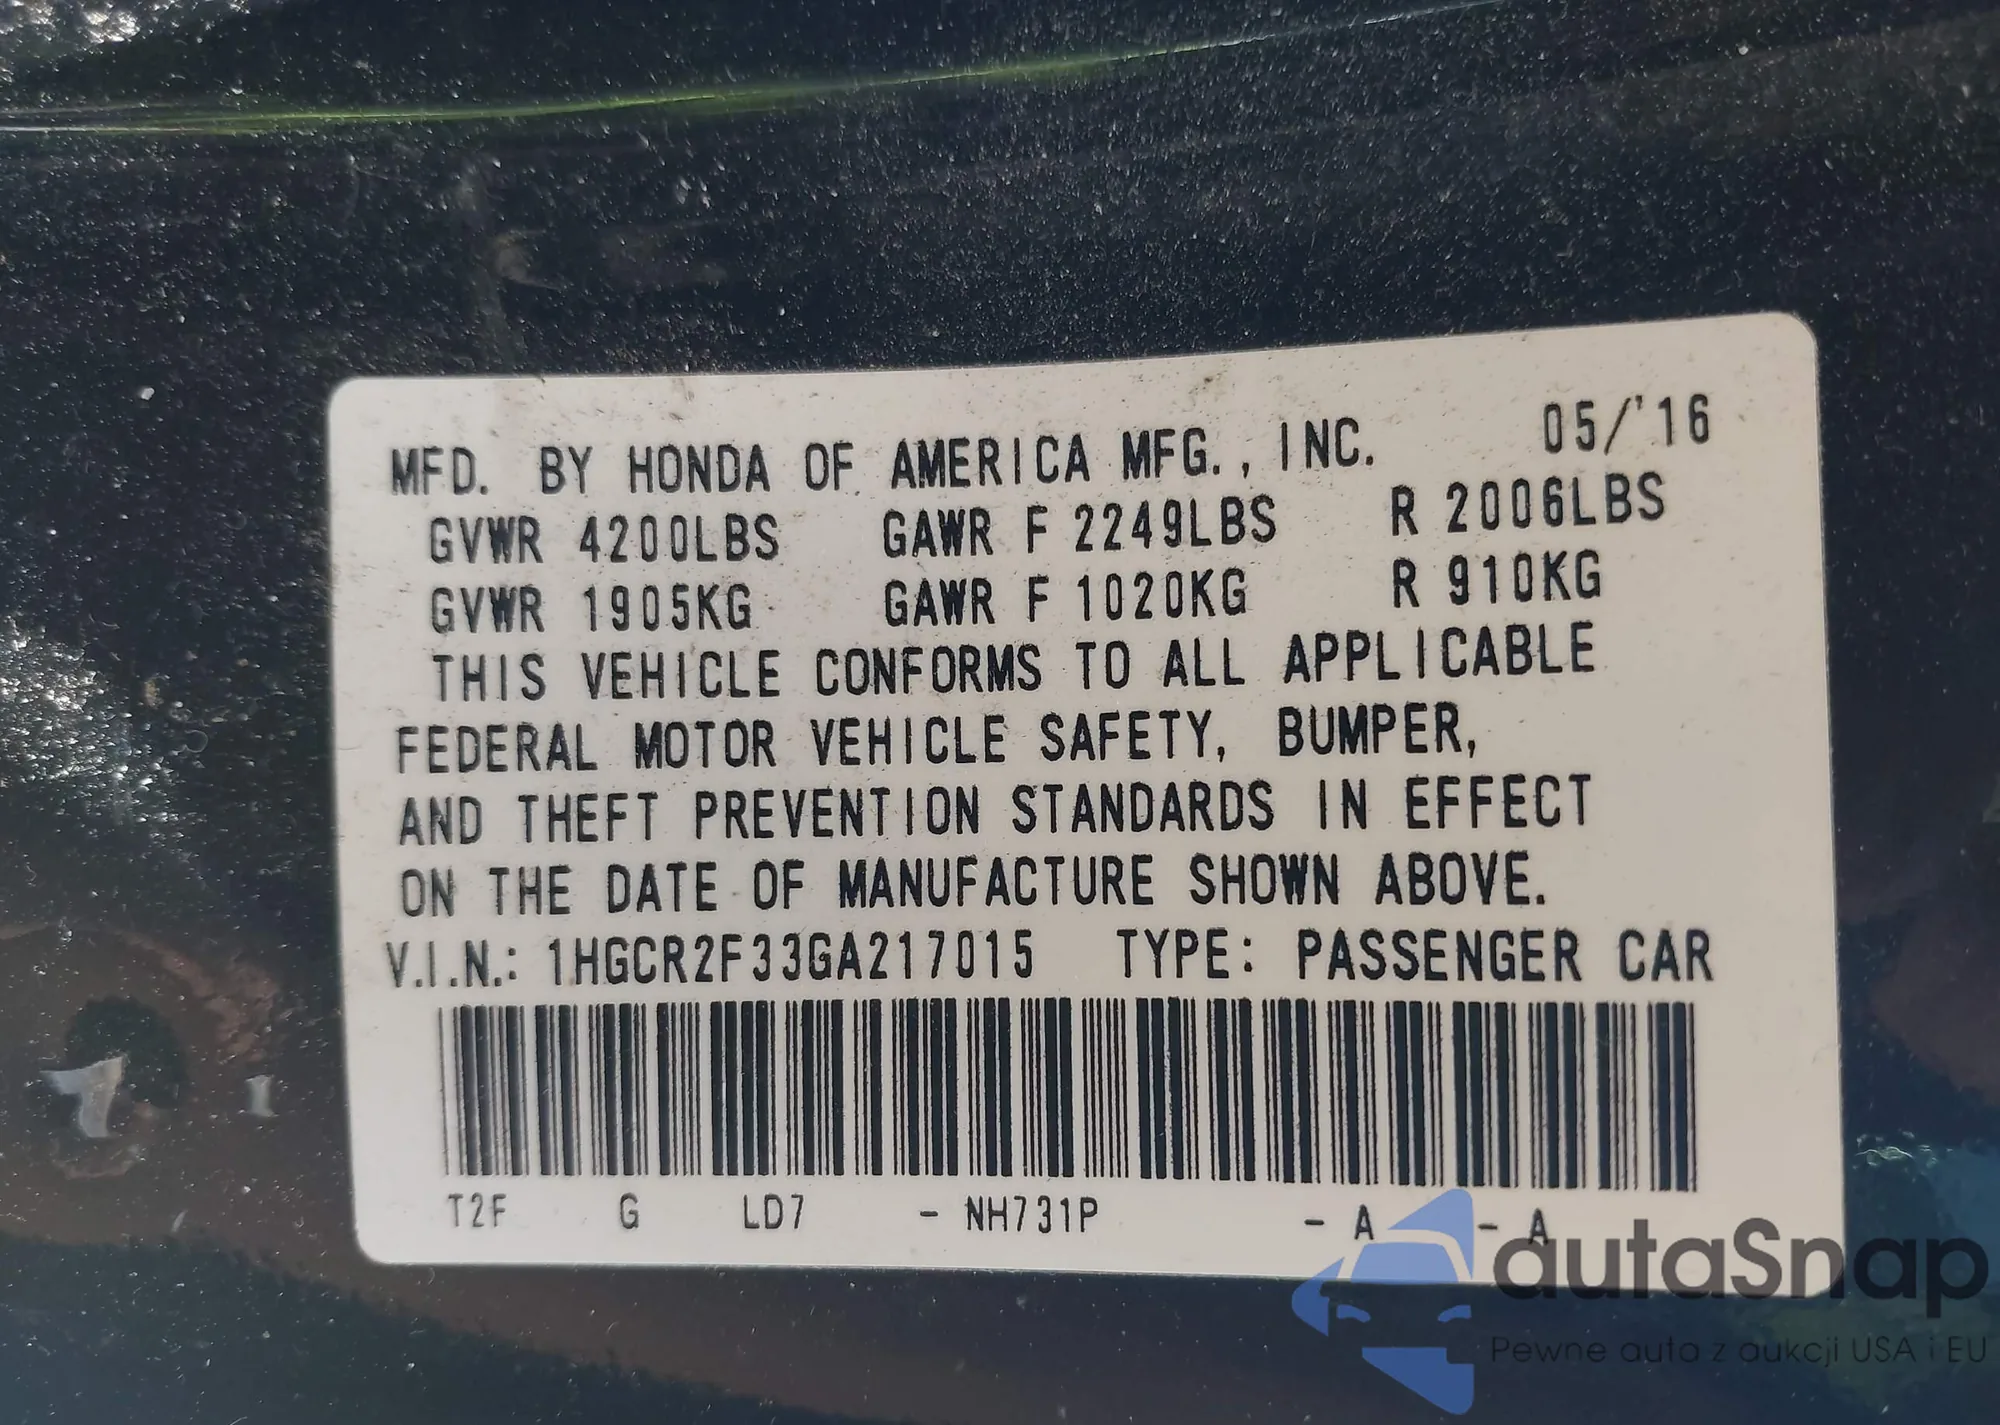 MFD. BY HONDA OF AMERICA MFG., INC. 05/'16
GVWR 4200LBS GAWR F 2249LBS R 2006LBS
GVWR 1905KG GAWR F 1020KG R 910KG
THIS VEHICLE CONFORMS TO ALL APPLICABLE
FEDERAL MOTOR VEHICLE SAFETY, BUMPER,
AND THEFT PREVENTION STANDARDS IN EFFECT
ON THE DATE OF MANUFACTURE SHOWN ABOVE.
V.I.N.: 1HGCR2F33GA217015 TYPE: PASSENGER CAR
T2F G LD7 - NH731P - A - A
autaSnap
Pewne auta z aukcji USA i EU